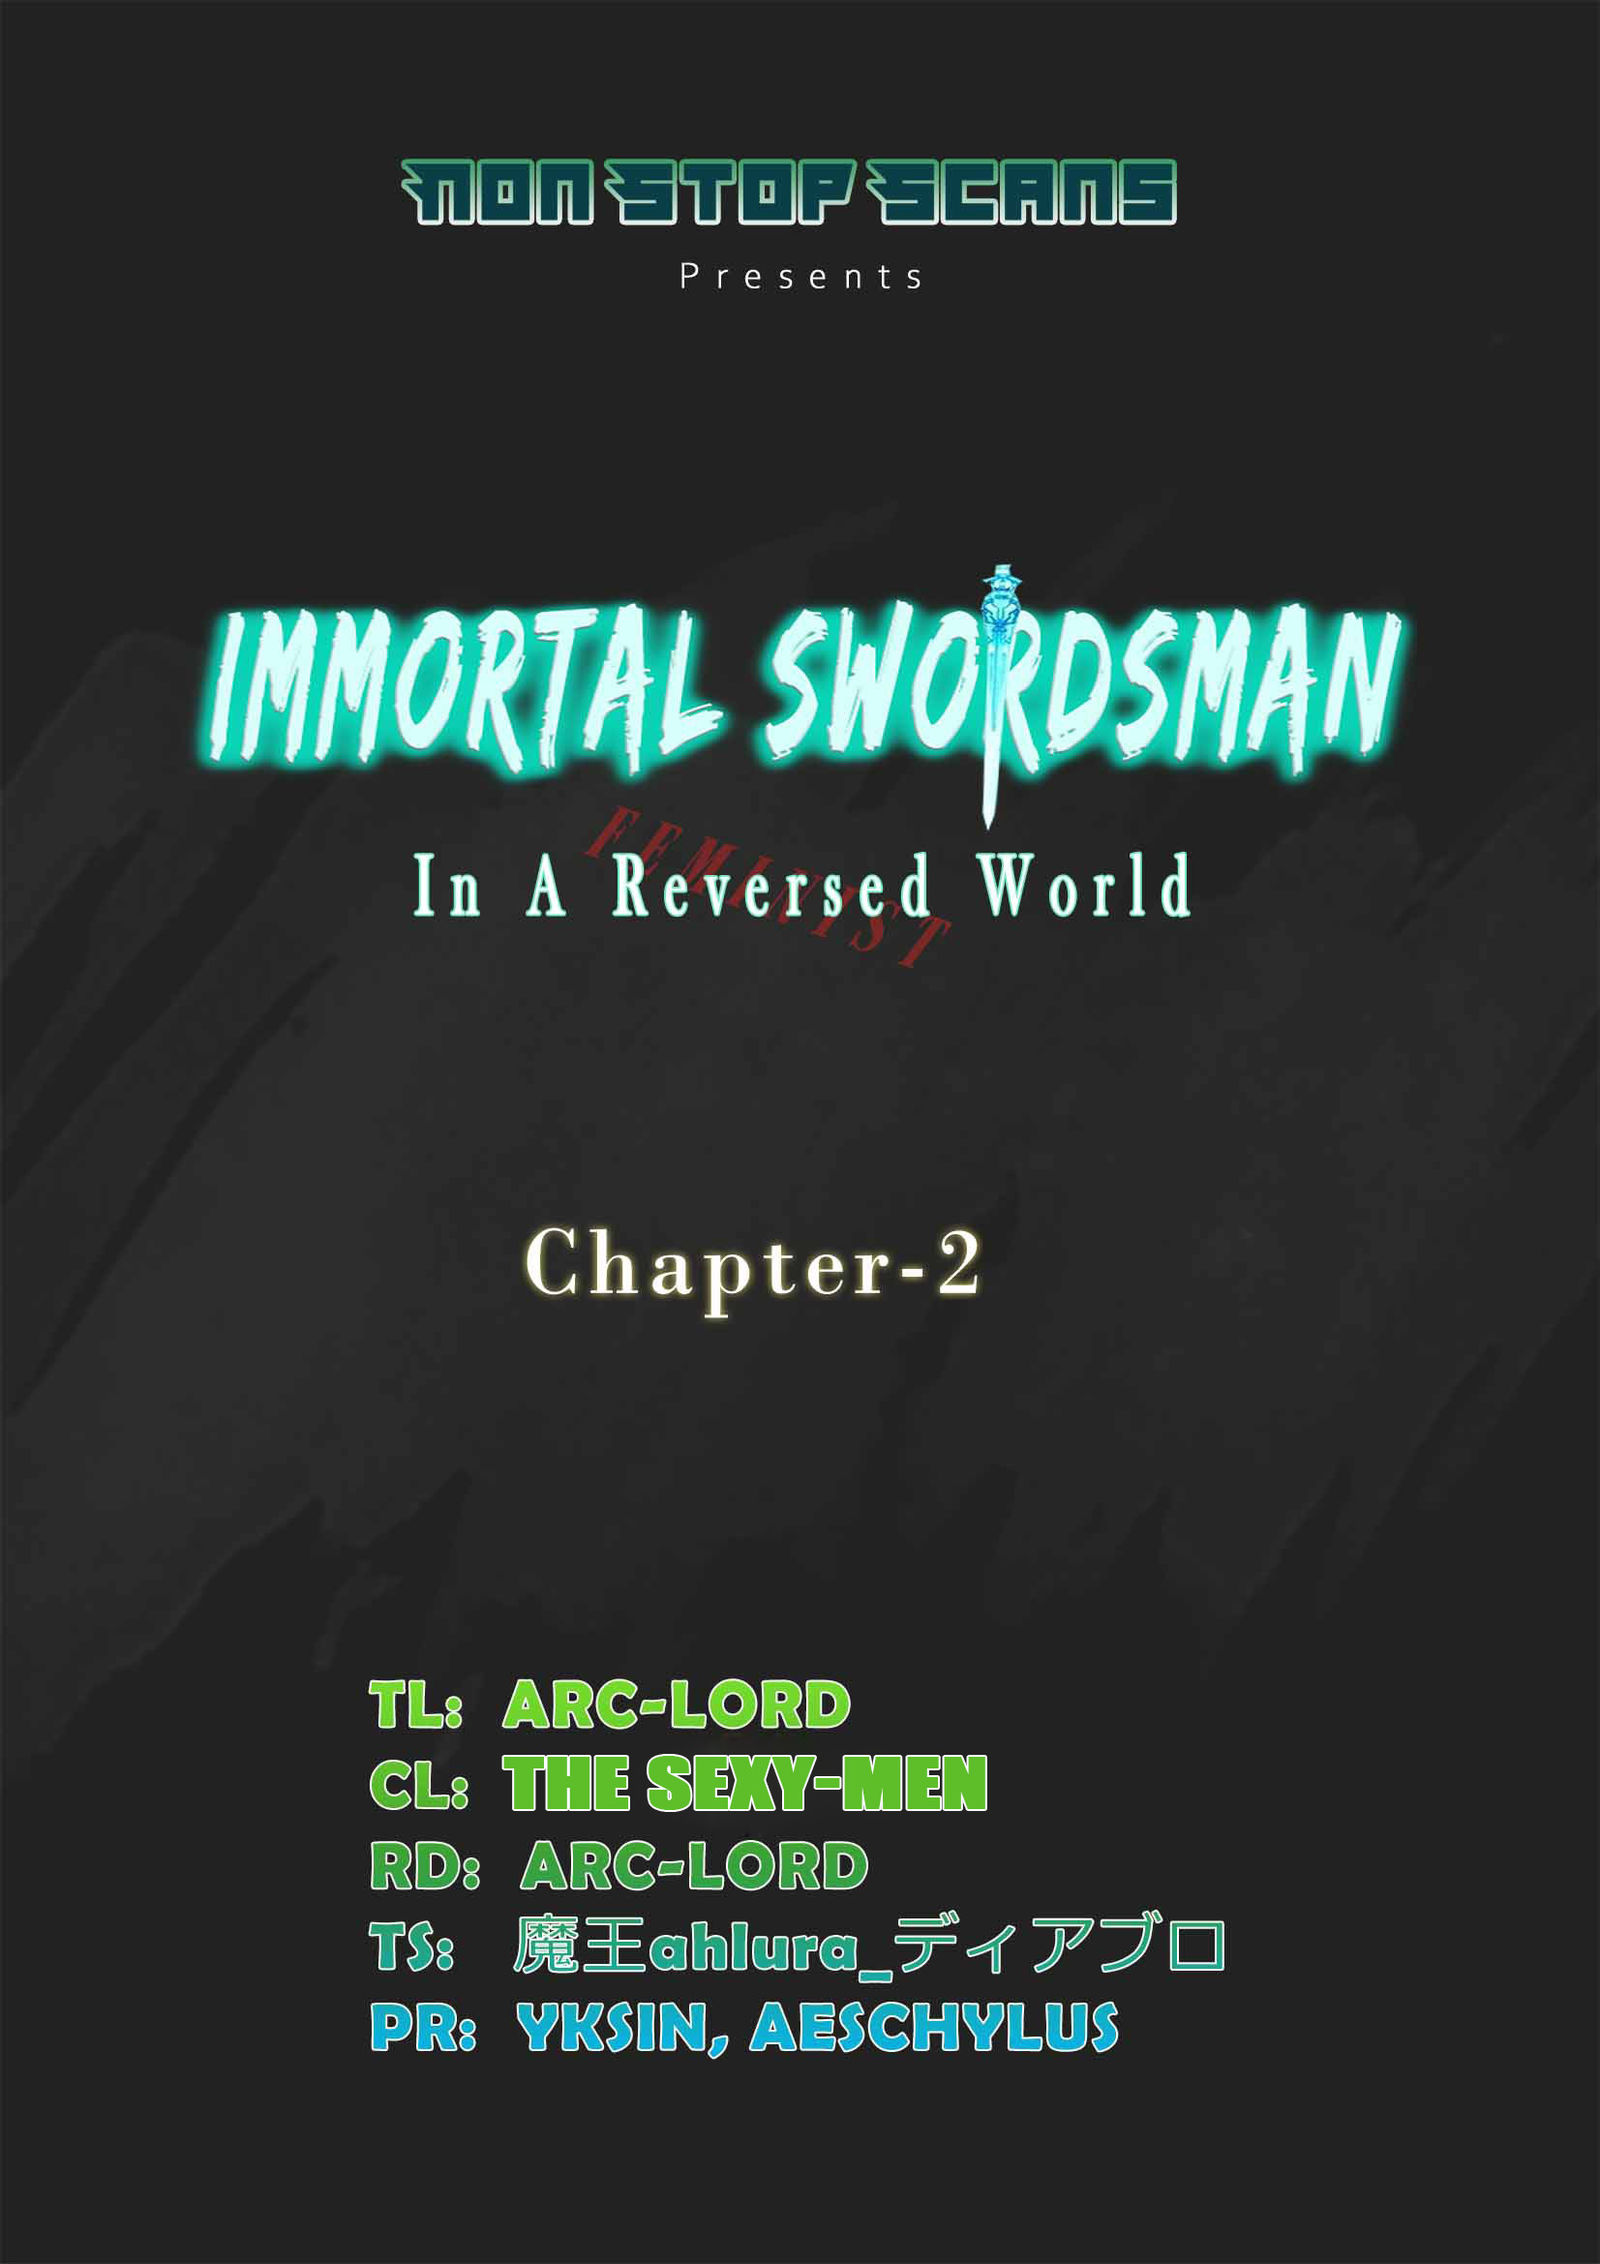 NON STOP SCANS
Presents
IMMORTAL SWORDSMAN
FEMINIST
In A Reversed World
Chapter-2
TL: ARC-LORD
CL: THE SEXY-MEN
RD: ARC-LORD
TS: 魔王ahlura_ディアブロ
PR: YKSIN, AESCHYLUS